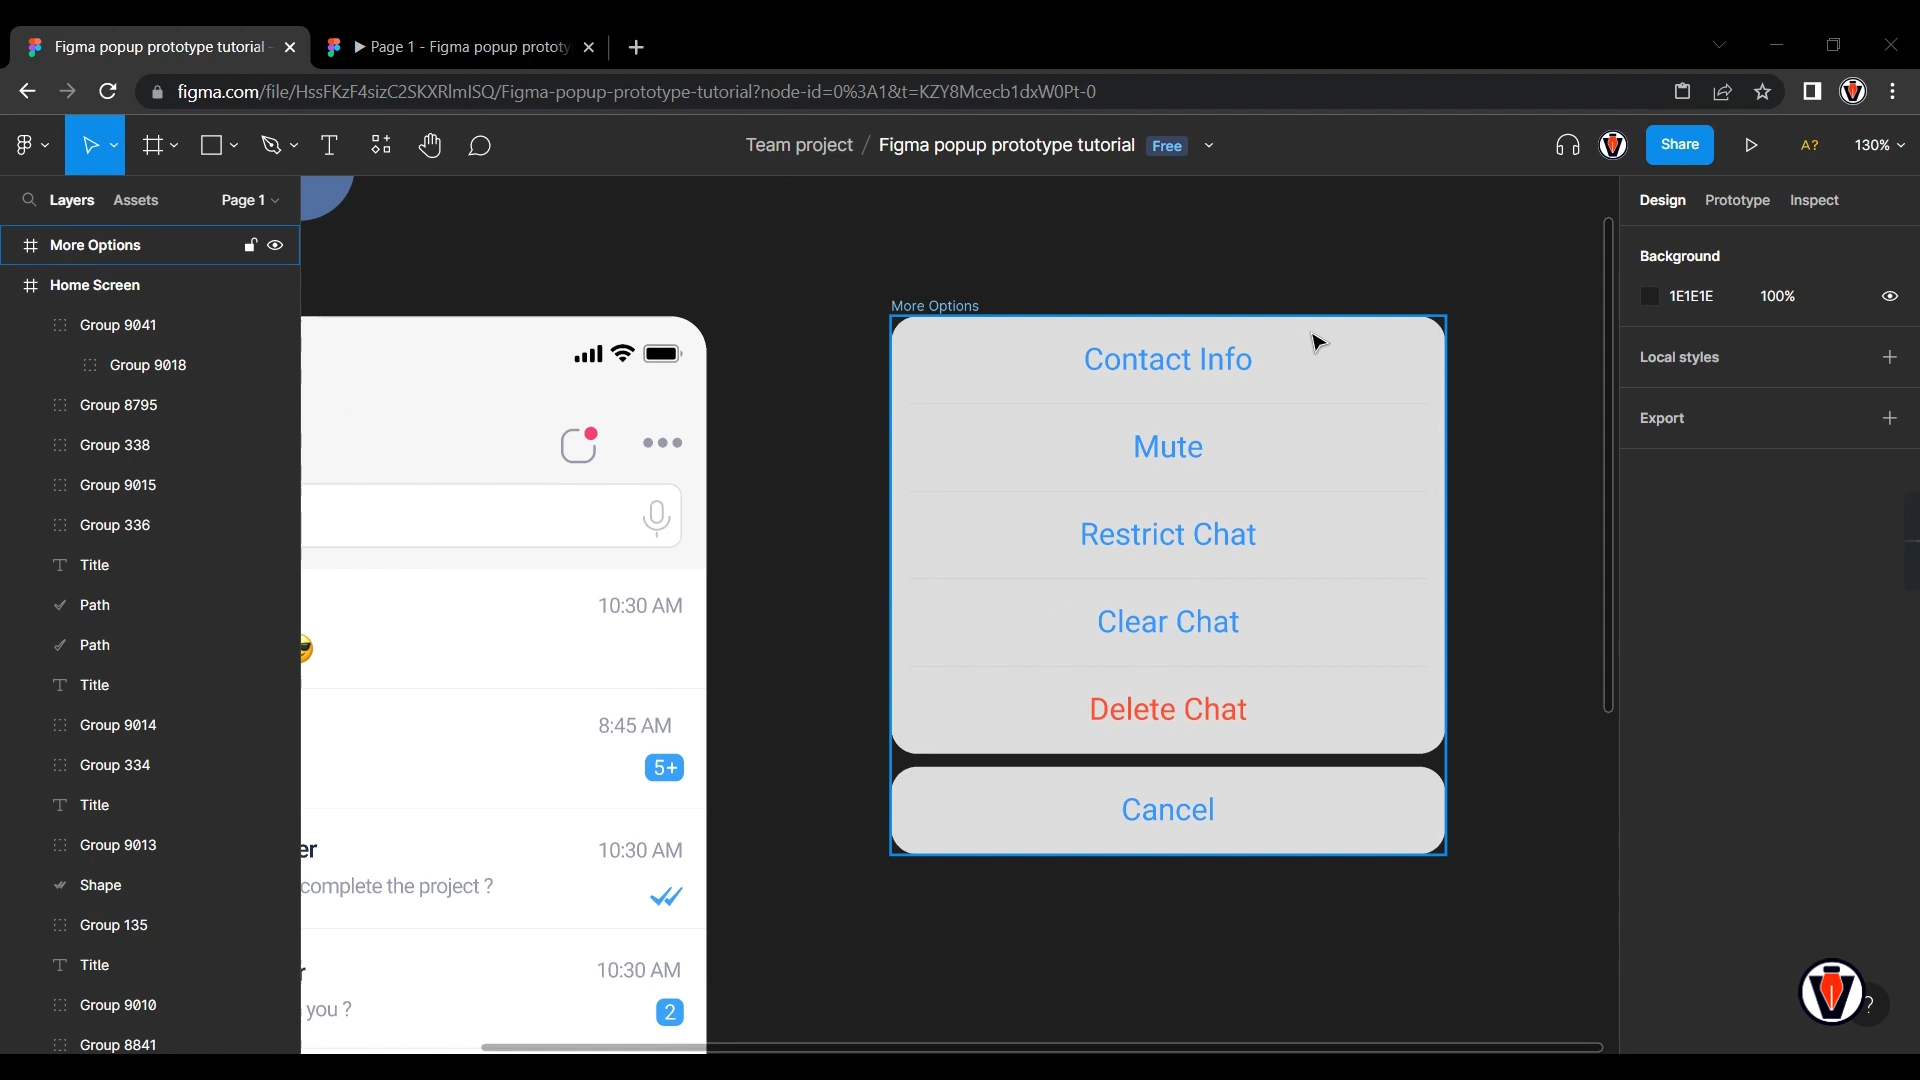 Figma popup prototype tutorial -
Page 1 - Figma popup prototy
figma.com/file/HssFKzF4sizC2SKXRlmISQ/Figma-popup-prototype-tutorial?node-id=0%3A1&t=KZY8Mcecb1dxW0Pt-0
Team project / Figma popup prototype tutorial Free
Share
A?
130%
Layers Assets Page 1
More Options
Home Screen
Group 9041
Group 9018
Group 8795
Group 338
Group 9015
Group 336
Title
Path
Path
Title
Group 9014
Group 334
Title
Group 9013
Shape
Group 135
Title
Group 9010
Group 8841
10:30 AM
8:45 AM
5+
er 10:30 AM
complete the project ?
10:30 AM
you ?
2
More Options
Contact Info
Mute
Restrict Chat
Clear Chat
Delete Chat
Cancel
Design Prototype Inspect
Background
1E1E1E 100%
Local styles
Export
?